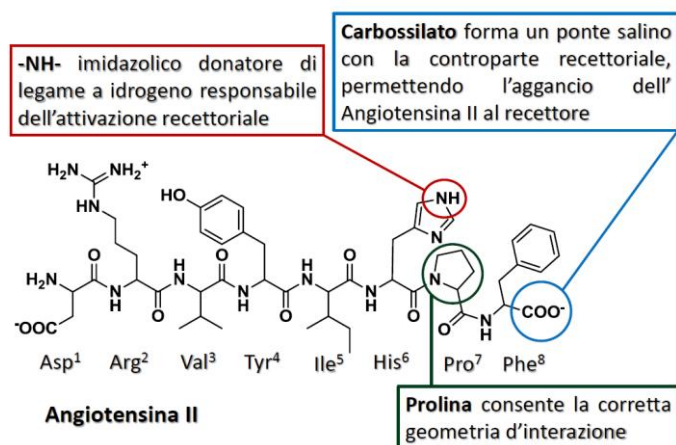 -NH- imidazolico donatore di
legame a idrogeno responsabile
dell'attivazione recettoriale
Carbossilato forma un ponte salino
con la controparte recettoriale,
permettendo l'aggancio dell'
Angiotensina II al recettore
H₂N NH₂⁺
HN
HO
NH
N
H₂N
⁻OOC
O
N
H
O
H
N
O
N
H
O
H
N
O
N
H
O
N
O
N
H
COO⁻
Asp¹ Arg² Val³ Tyr⁴ Ile⁵ His⁶ Pro⁷ Phe⁸
Angiotensina II
Prolina consente la corretta
geometria d'interazione